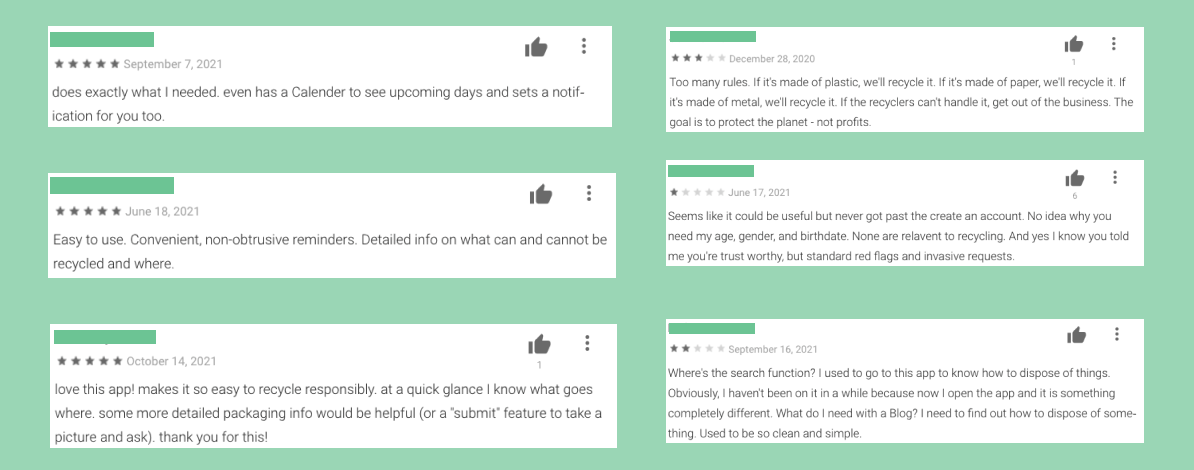 September 7, 2021
does exactly what I needed. even has a Calender to see upcoming days and sets a notif-
ication for you too.
June 18, 2021
Easy to use. Convenient, non-obtrusive reminders. Detailed info on what can and cannot be
recycled and where.
1
October 14, 2021
love this app! makes it so easy to recycle responsibly. at a quick glance I know what goes
where. some more detailed packaging info would be helpful (or a "submit" feature to take a
picture and ask). thank you for this!
1
December 28, 2020
Too many rules. If it's made of plastic, we'll recycle it. If it's made of paper, we'll recycle it. If
it's made of metal, we'll recycle it. If the recyclers can't handle it, get out of the business. The
goal is to protect the planet - not profits.
6
June 17, 2021
Seems like it could be useful but never got past the create an account. No idea why you
need my age, gender, and birthdate. None are relavent to recycling. And yes I know you told
me you're trust worthy, but standard red flags and invasive requests.
September 16, 2021
Where's the search function? I used to go to this app to know how to dispose of things.
Obviously, I haven't been on it in a while because now I open the app and it is something
completely different. What do I need with a Blog? I need to find out how to dispose of some-
thing. Used to be so clean and simple.